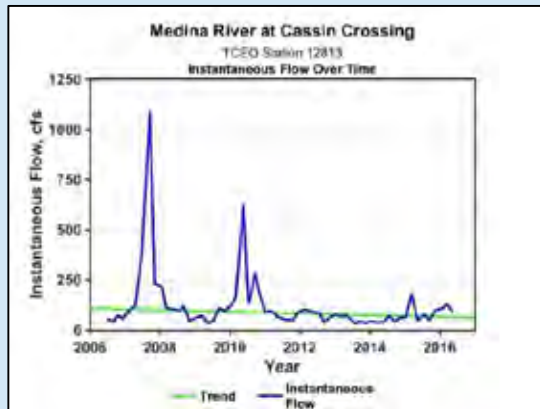 Medina River at Cassin Crossing
TCEQ Station 12813
Instantaneous Flow Over Time
Instantaneous Flow, cfs
1250
1000
750
500
250
0
2006 2008 2010 2012 2014 2016
Year
Trend Instantaneous Flow